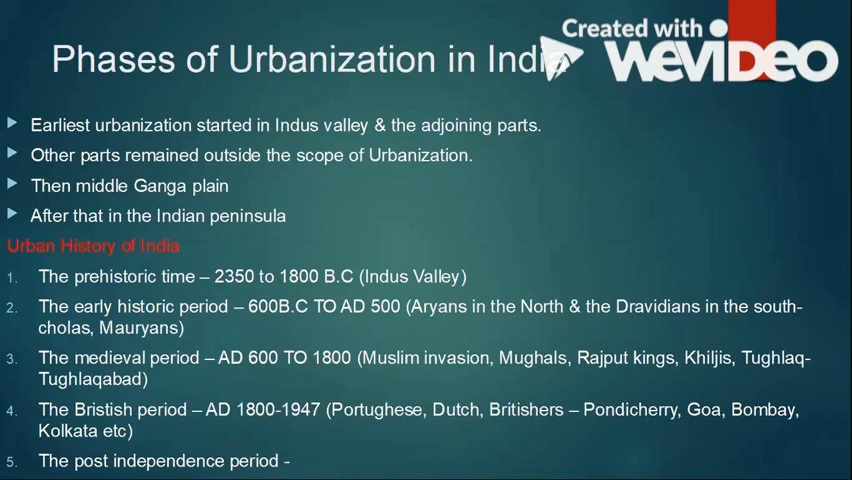 Created with
WEVIDEO
Phases of Urbanization in India
Earliest urbanization started in Indus valley & the adjoining parts.
Other parts remained outside the scope of Urbanization.
Then middle Ganga plain
After that in the Indian peninsula
Urban History of India
1. The prehistoric time – 2350 to 1800 B.C (Indus Valley)
2. The early historic period – 600B.C TO AD 500 (Aryans in the North & the Dravidians in the south-
cholas, Mauryans)
3. The medieval period – AD 600 TO 1800 (Muslim invasion, Mughals, Rajput kings, Khiljis, Tughlaq-
Tughlaqabad)
4. The Bristish period – AD 1800-1947 (Portughese, Dutch, Britishers – Pondicherry, Goa, Bombay,
Kolkata etc)
5. The post independence period -